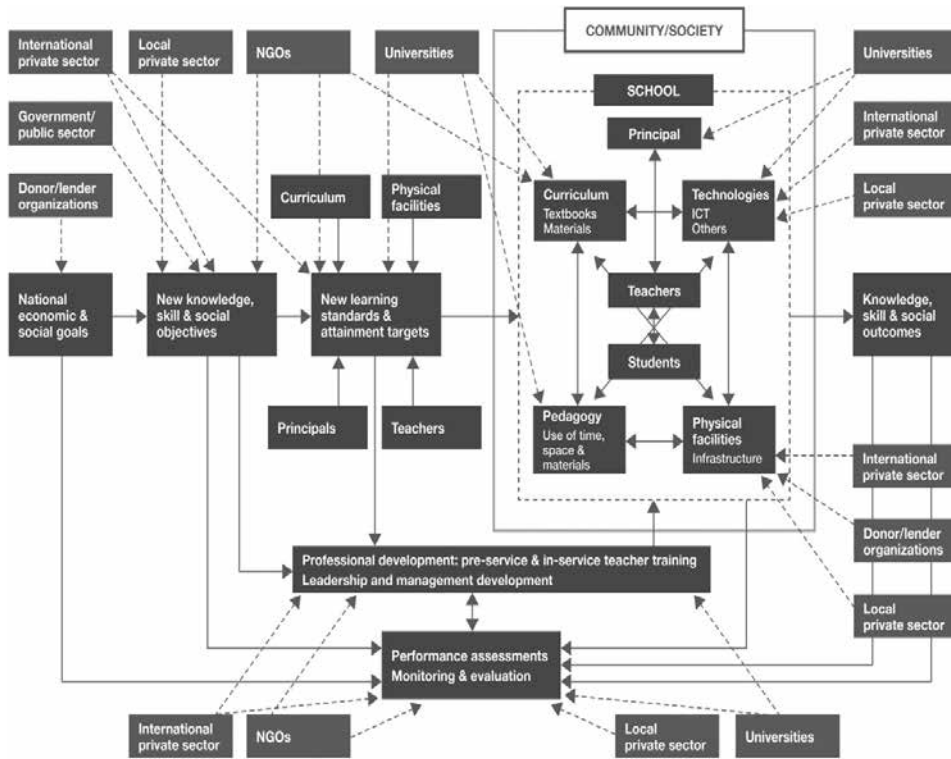 COMMUNITY/SOCIETY
International
private sector
Local
private sector
NGOs
Universities
Universities
SCHOOL
Principal
Government/
public sector
International
private sector
Donor/lender
organizations
Curriculum
Physical
facilities
Curriculum
Textbooks
Materials
Technologies
ICT
Others
Local
private sector
National
economic &
social goals
New knowledge,
skill & social
objectives
New learning
standards &
attainment targets
Teachers
Students
Knowledge,
skill & social
outcomes
Principals
Teachers
Pedagogy
Use of time,
space &
materials
Physical
facilities
Infrastructure
International
private sector
Donor/lender
organizations
Local
private sector
Professional development: pre-service & in-service teacher training
Leadership and management development
Performance assessments
Monitoring & evaluation
International
private sector
NGOs
Local
private sector
Universities